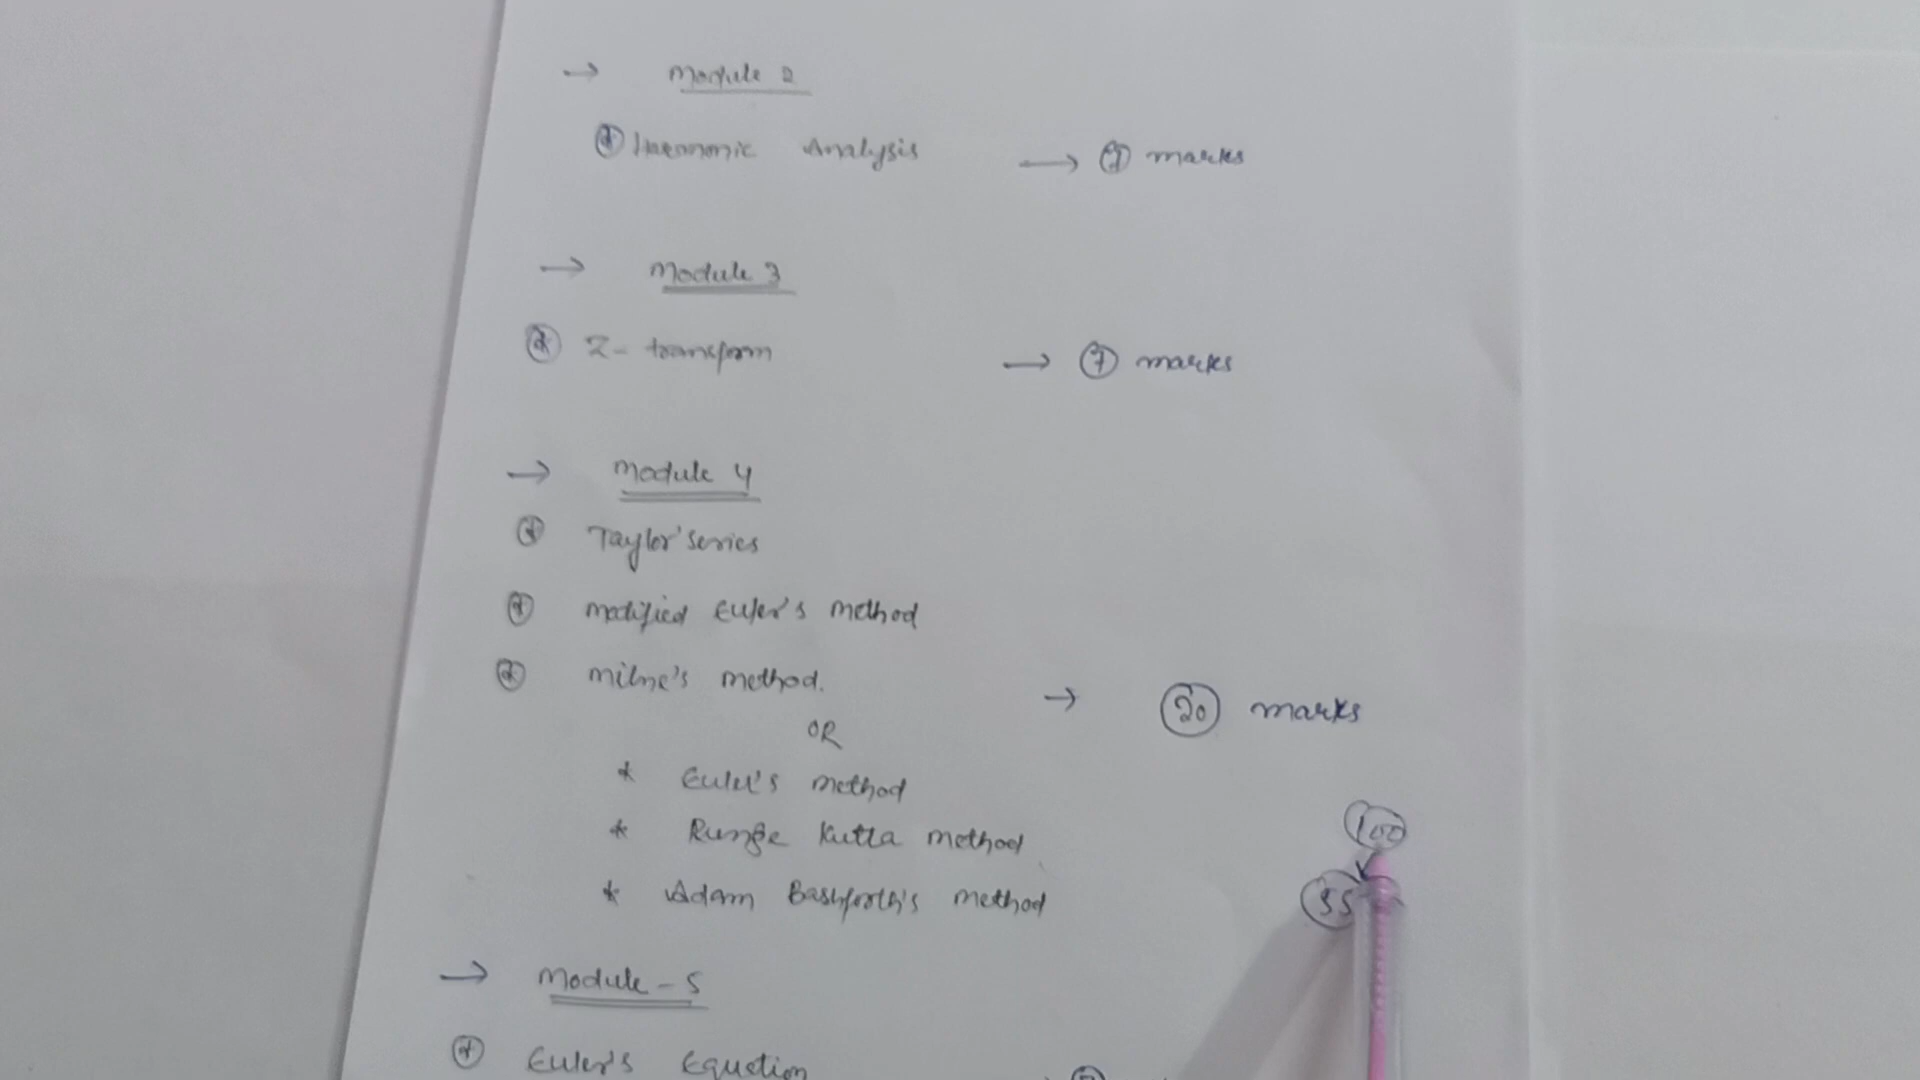 → Module 2
* Harmonic Analysis → 7 marks
→ Module 3
* Z- transform → 7 marks
→ Module 4
* Taylor's series
* modified Euler's method
* milne's method. → 20 marks
OR
* Euler's method
* Runge Kutta method
* Adam Bashforth's method
100
35
→ Module - 5
* Euler's Equation